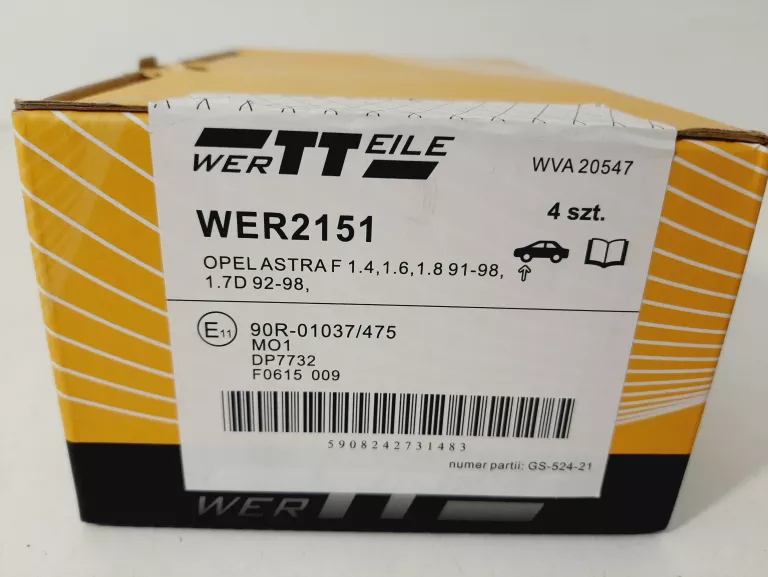 WERTTEILE
WVA 20547
WER2151
4 szt.
OPEL ASTRA F 1.4,1.6,1.8 91-98,
1.7D 92-98,
E11 90R-01037/475
MO1
DP7732
F0615 009
5908242731483
numer partii: GS-524-21
WERTT